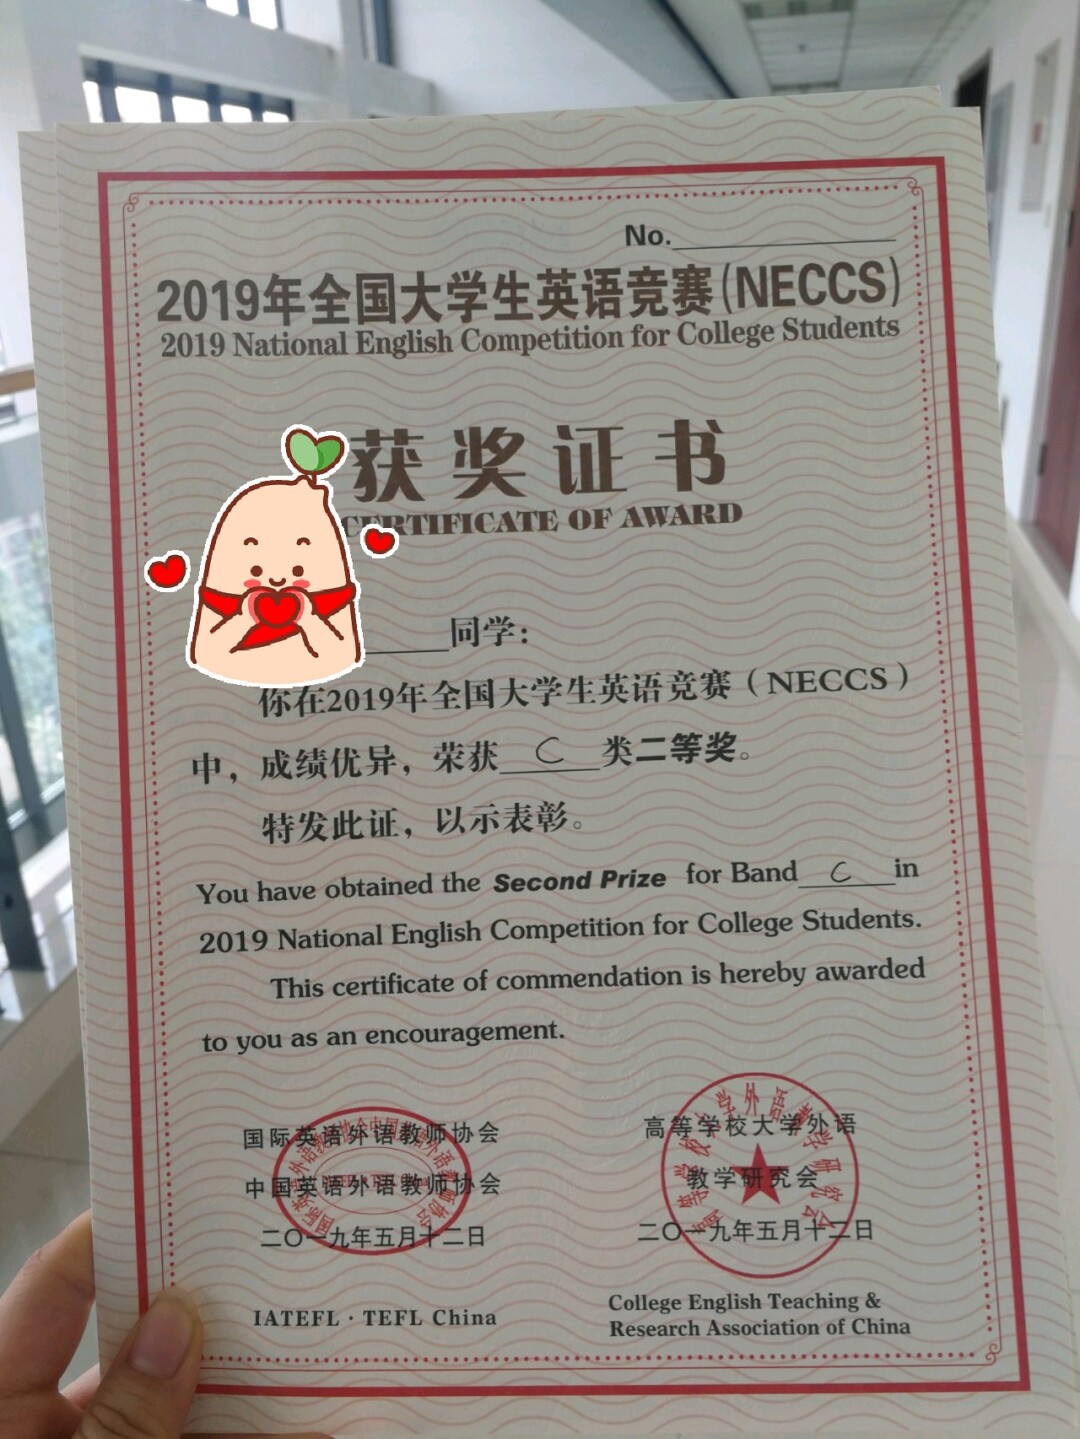 No.
2019年全国大学生英语竞赛(NECCS)
2019 National English Competition for College Students
获奖证书
CERTIFICATE OF AWARD
同学:
你在2019年全国大学生英语竞赛（NECCS）
中，成绩优异，荣获 C 类二等奖。
特发此证，以示表彰。
You have obtained the Second Prize for Band C in
2019 National English Competition for College Students.
This certificate of commendation is hereby awarded
to you as an encouragement.
国际英语外语教师协会
中国英语外语教师协会
二〇一九年五月十二日
IATEFL · TEFL China
高等学校大学外语
教学研究会
二〇一九年五月十二日
College English Teaching &
Research Association of China